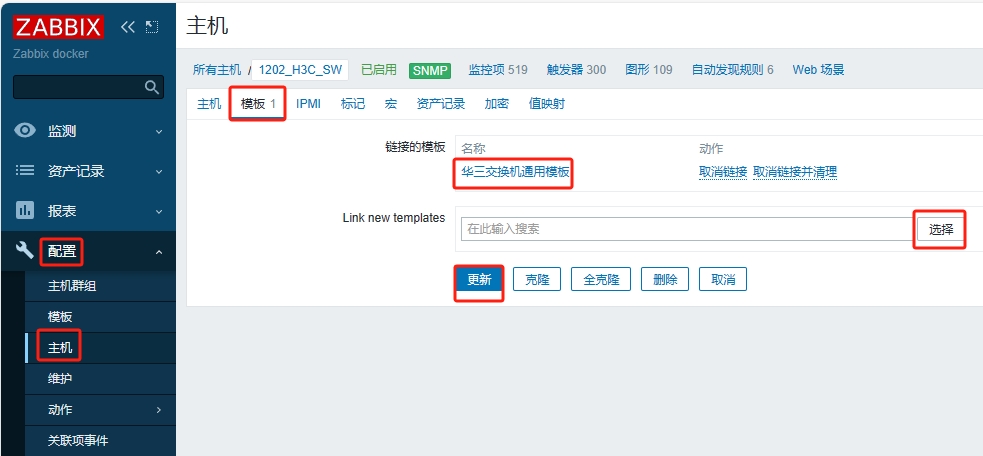 ZABBIX
Zabbix docker
监测
资产记录
报表
配置
主机群组
模板
主机
维护
动作
关联项事件
主机
所有主机 / 1202_H3C_SW 已启用 SNMP 监控项 519 触发器 300 图形 109 自动发现规则 6 Web 场景
主机 模板 1 IPMI 标记 宏 资产记录 加密 值映射
链接的模板 名称 动作
华三交换机通用模板 取消链接 取消链接并清理
Link new templates 在此输入搜索 选择
更新 克隆 全克隆 删除 取消